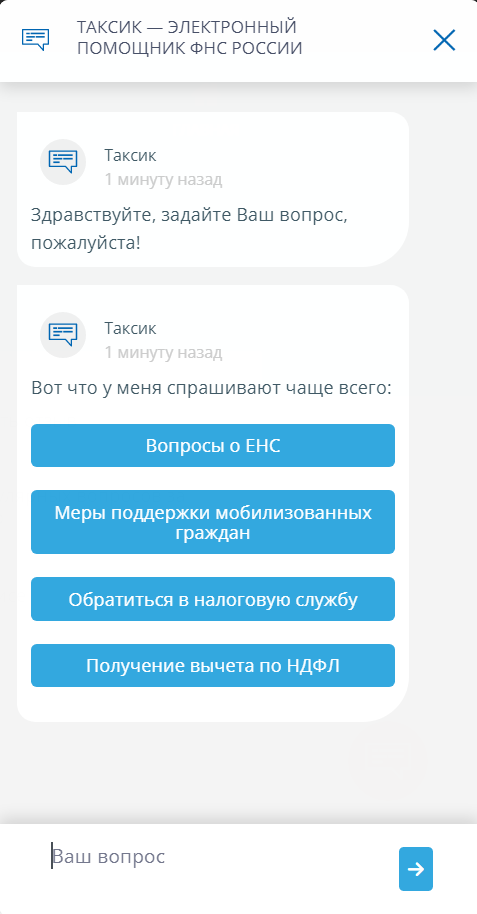 ТАКСИК — ЭЛЕКТРОННЫЙ
ПОМОЩНИК ФНС РОССИИ
Таксик
1 минуту назад
Здравствуйте, задайте Ваш вопрос,
пожалуйста!
Таксик
1 минуту назад
Вот что у меня спрашивают чаще всего:
Вопросы о ЕНС
Меры поддержки мобилизованных
граждан
Обратиться в налоговую службу
Получение вычета по НДФЛ
Ваш вопрос